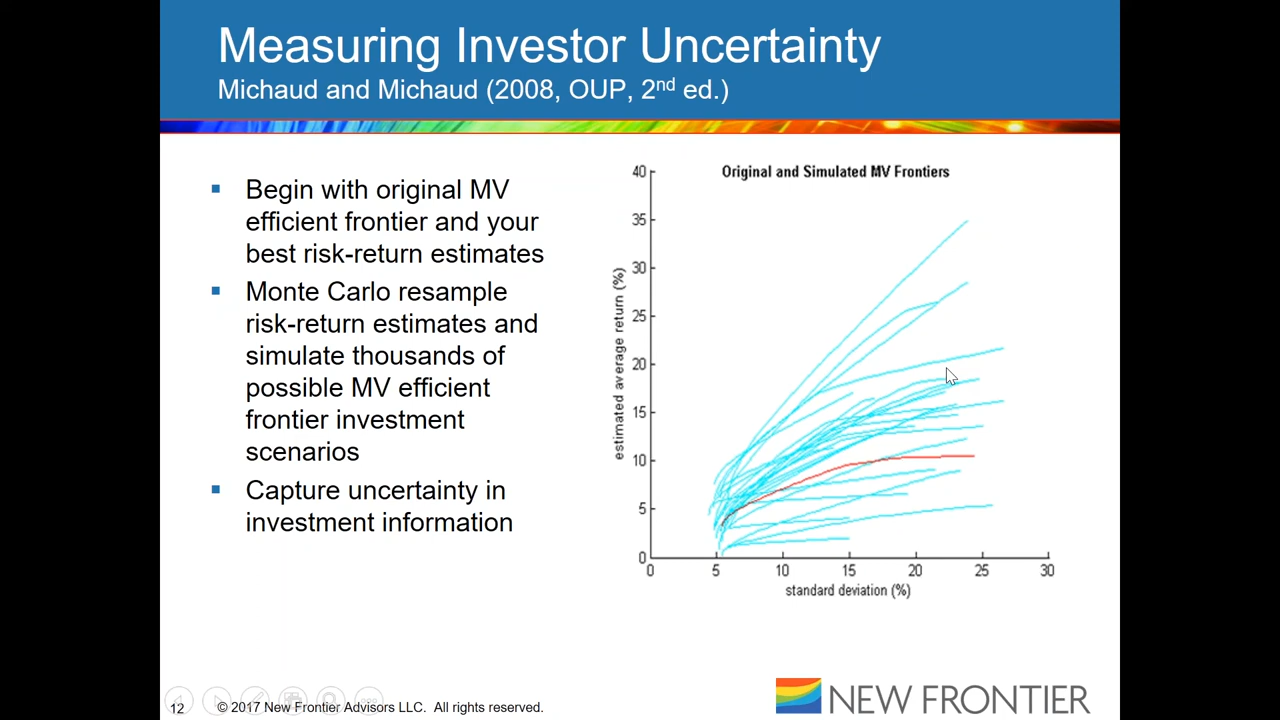 Measuring Investor Uncertainty
Michaud and Michaud (2008, OUP, 2nd ed.)
Begin with original MV
efficient frontier and your
best risk-return estimates
Monte Carlo resample
risk-return estimates and
simulate thousands of
possible MV efficient
frontier investment
scenarios
Capture uncertainty in
investment information
Original and Simulated MV Frontiers
estimated average return (%)
40
35
30
25
20
15
10
5
0
0 5 10 15 20 25 30
standard deviation (%)
12 © 2017 New Frontier Advisors LLC. All rights reserved.
NEW FRONTIER